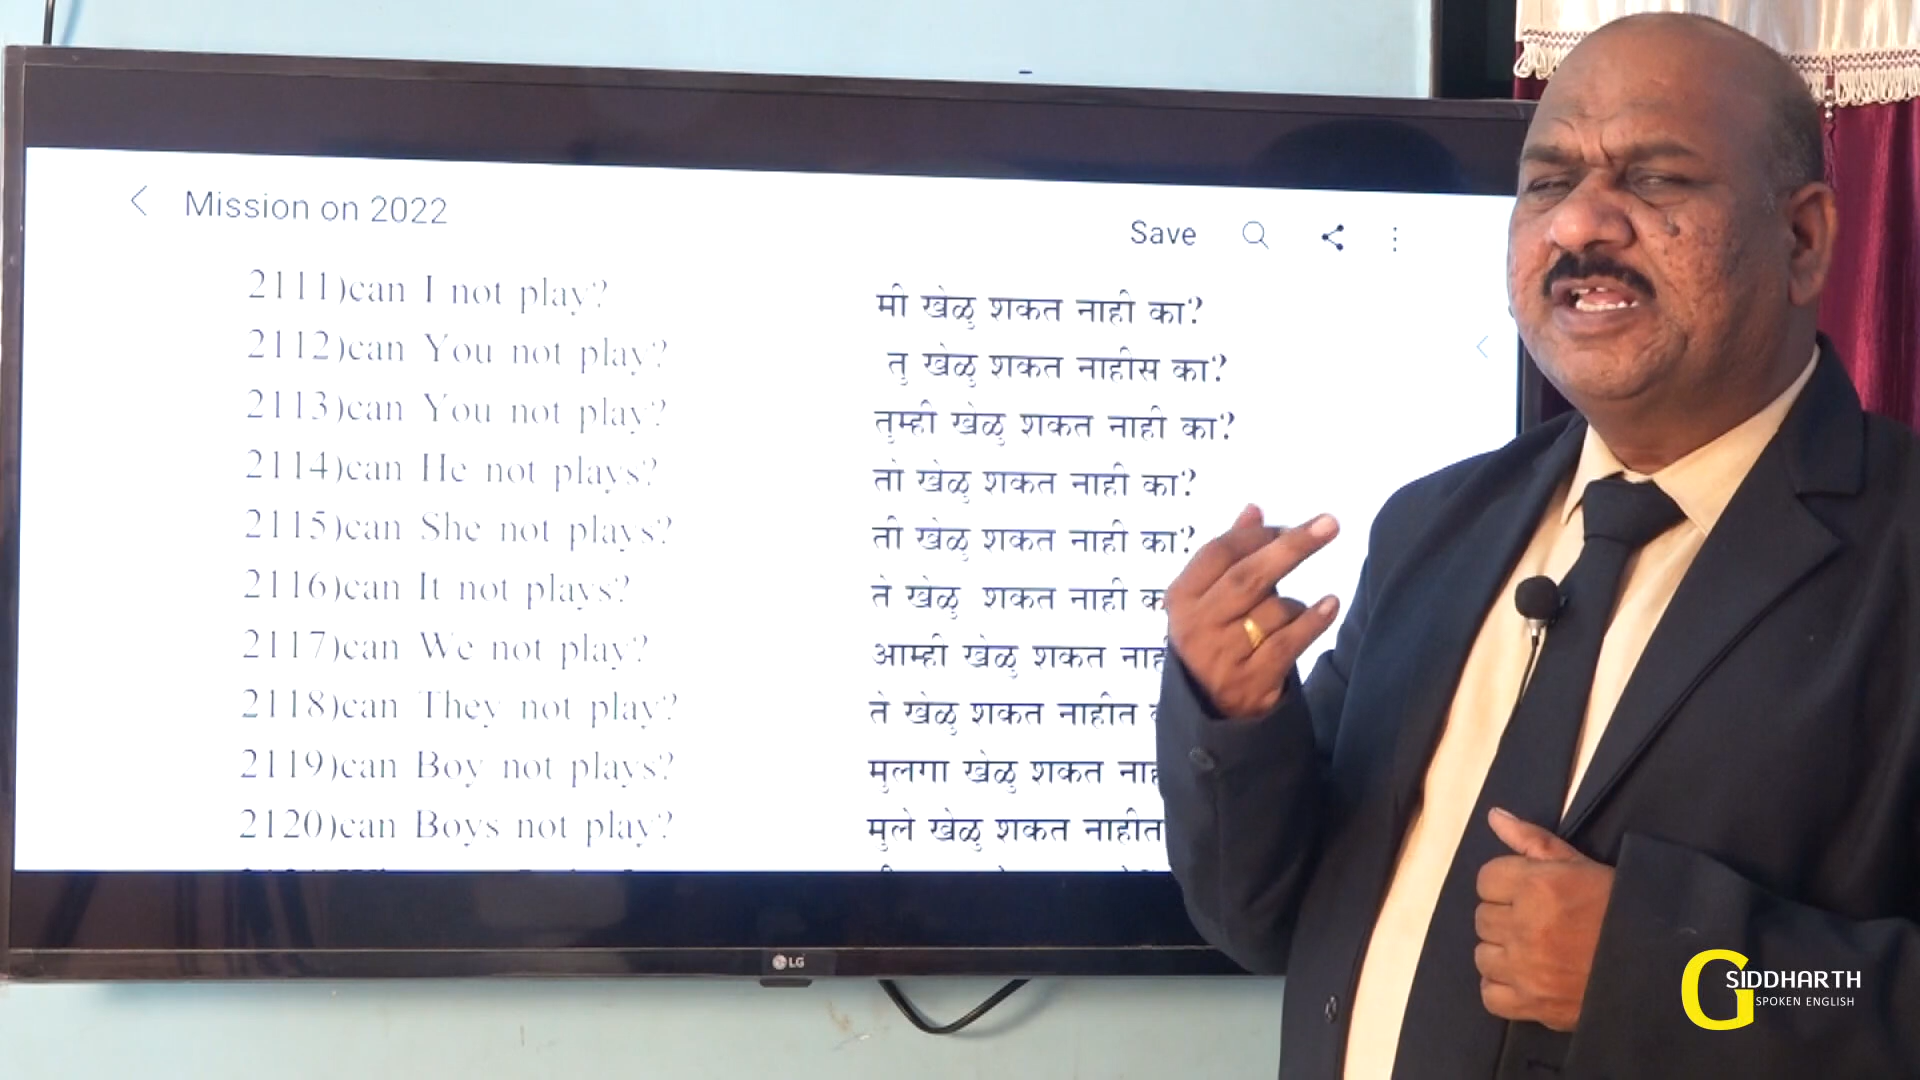 Mission on 2022
Save
2111)can I not play? मी खेळु शकत नाही का?
2112)can You not play? तु खेळु शकत नाहीस का?
2113)can You not play? तुम्ही खेळु शकत नाही का?
2114)can He not plays? तो खेळु शकत नाही का?
2115)can She not plays? ती खेळु शकत नाही का?
2116)can It not plays? ते खेळु शकत नाही
2117)can We not play? आम्ही खेळु शकत
2118)can They not play? ते खेळु शकत नाहीत
2119)can Boy not plays? मुलगा खेळु शकत
2120)can Boys not play? मुले खेळु शकत नाहीत
LG
G SIDDHARTH
SPOKEN ENGLISH